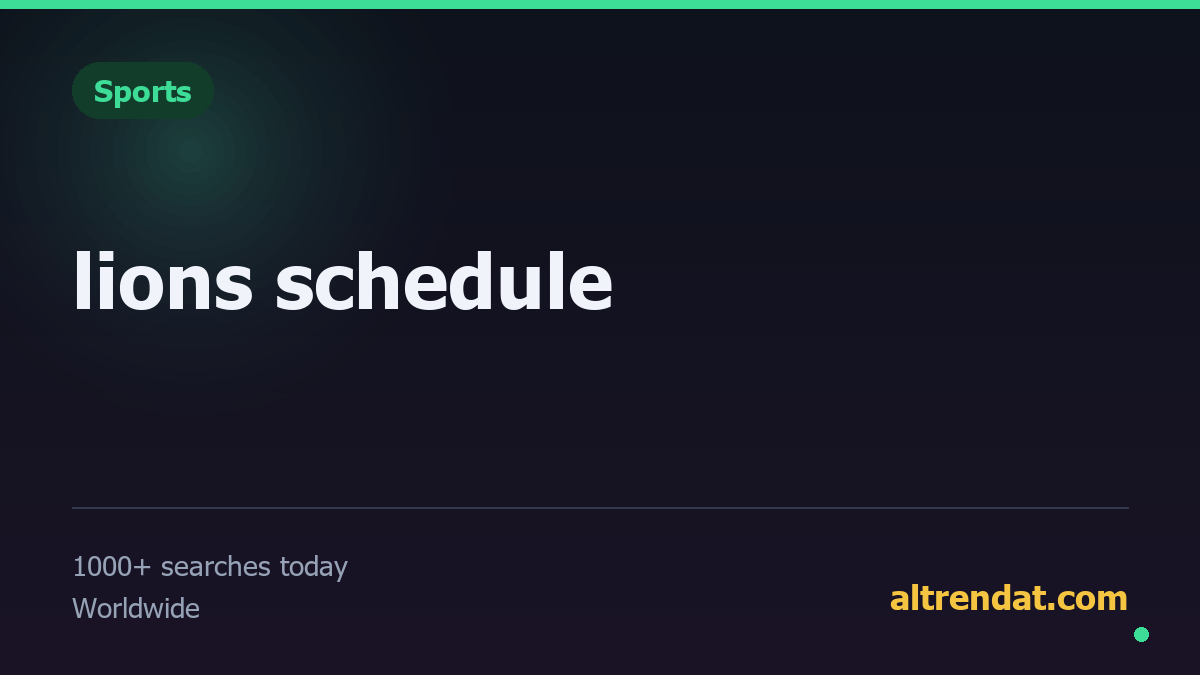 Sports
lions schedule
1000+ searches today
Worldwide
altrendat.com